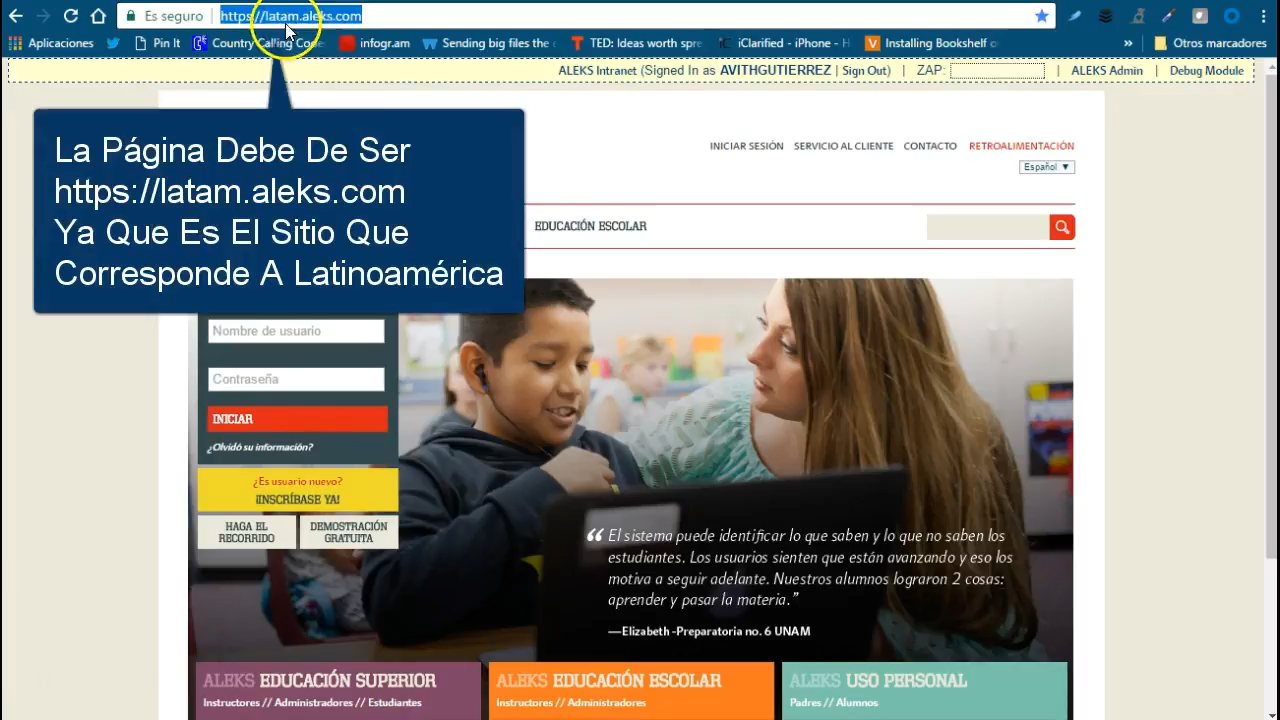 Es seguro
https://latam.aleks.com
Aplicaciones
Pin It
Country Calling Code
infogr.am
Sending big files the e
TED: Ideas worth spre
iClarified - iPhone - H
Installing Bookshelf o
»
Otros marcadores
ALEKS Intranet (Signed In as AVITHGUTIERREZ | Sign Out) | ZAP: | ALEKS Admin | Debug Module
La Página Debe De Ser
https://latam.aleks.com
Ya Que Es El Sitio Que
Corresponde A Latinoamérica
INICIAR SESIÓN SERVICIO AL CLIENTE CONTACTO RETROALIMENTACIÓN
Español ▼
EDUCACIÓN ESCOLAR
Nombre de usuario
Contraseña
INICIAR
¿Olvidó su información?
¿Es usuario nuevo?
¡INSCRÍBASE YA!
HAGA EL
RECORRIDO
DEMOSTRACIÓN
GRATUITA
“ El sistema puede identificar lo que saben y lo que no saben los
estudiantes. Los usuarios sienten que están avanzando y eso los
motiva a seguir adelante. Nuestros alumnos lograron 2 cosas:
aprender y pasar la materia.”
—Elizabeth -Preparatoria no. 6 UNAM
ALEKS EDUCACIÓN SUPERIOR
Instructores // Administradores // Estudiantes
ALEKS EDUCACIÓN ESCOLAR
Instructores // Administradores
ALEKS USO PERSONAL
Padres // Alumnos